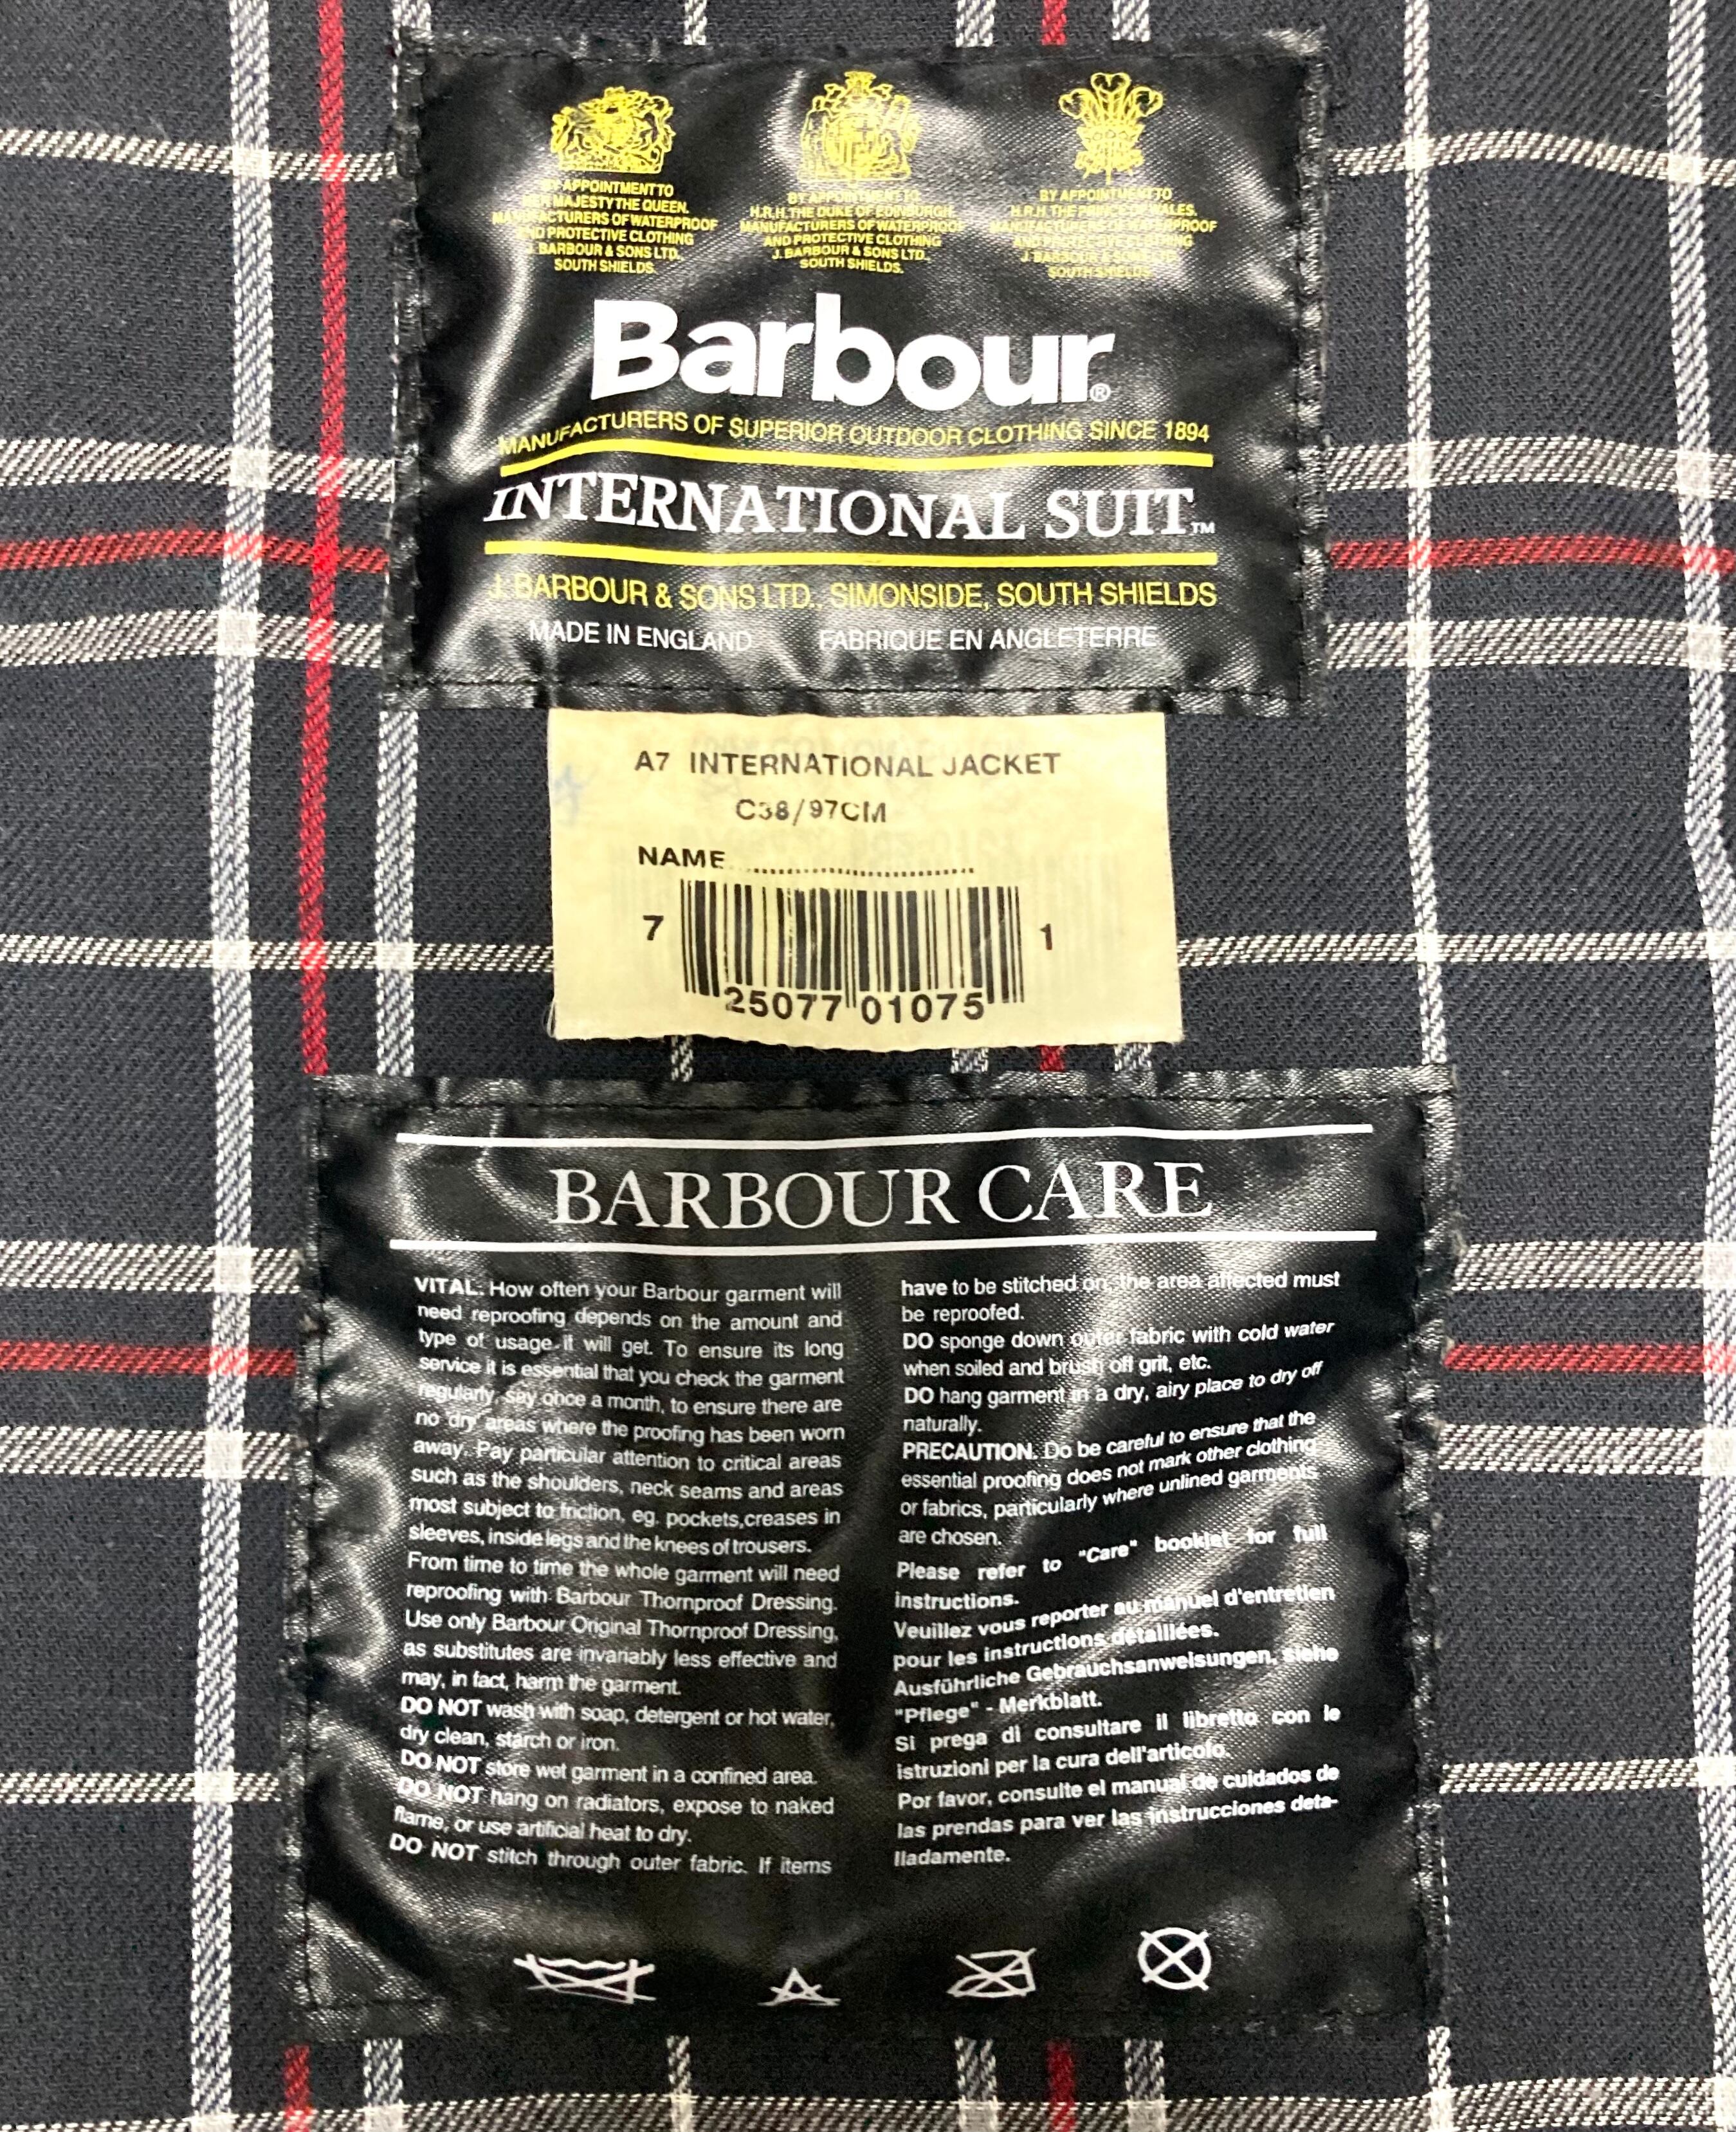 BY APPOINTMENT TO
HER MAJESTY THE QUEEN.
MANUFACTURERS OF WATERPROOF
AND PROTECTIVE CLOTHING
J. BARBOUR & SONS LTD.,
SOUTH SHIELDS.
BY APPOINTMENT TO
H.R.H. THE DUKE OF EDINBURGH.
MANUFACTURERS OF WATERPROOF
AND PROTECTIVE CLOTHING
J. BARBOUR & SONS LTD.,
SOUTH SHIELDS.
BY APPOINTMENT TO
H.R.H. THE PRINCE OF WALES.
MANUFACTURERS OF WATERPROOF
AND PROTECTIVE CLOTHING
J. BARBOUR & SONS LTD.
SOUTH SHIELDS.
Barbour®
MANUFACTURERS OF SUPERIOR OUTDOOR CLOTHING SINCE 1894
INTERNATIONAL SUIT™
J. BARBOUR & SONS LTD., SIMONSIDE, SOUTH SHIELDS
MADE IN ENGLAND FABRIQUE EN ANGLETERRE
A7 INTERNATIONAL JACKET
C38/97CM
NAME..............................
7 25077 01075 1
BARBOUR CARE
VITAL. How often your Barbour garment will
need reproofing depends on the amount and
type of usage it will get. To ensure its long
service it is essential that you check the garment
regularly, say once a month, to ensure there are
no 'dry' areas where the proofing has been worn
away. Pay particular attention to critical areas
such as the shoulders, neck seams and areas
most subject to friction, eg. pockets,creases in
sleeves, inside legs and the knees of trousers.
From time to time the whole garment will need
reproofing with Barbour Thornproof Dressing.
Use only Barbour Original Thornproof Dressing,
as substitutes are invariably less effective and
may, in fact, harm the garment.
DO NOT wash with soap, detergent or hot water,
dry clean, starch or iron.
DO NOT store wet garment in a confined area.
DO NOT hang on radiators, expose to naked
flame, or use artificial heat to dry.
DO NOT stitch through outer fabric. If items
have to be stitched on, the area affected must
be reproofed.
DO sponge down outer fabric with cold water
when soiled and brush off grit, etc.
DO hang garment in a dry, airy place to dry off
naturally.
PRECAUTION. Do be careful to ensure that the
essential proofing does not mark other clothing
or fabrics, particularly where unlined garments
are chosen.
Please refer to "Care" booklet for full
instructions.
Veuillez vous reporter au manuel d'entretien
pour les instructions détaillées.
Ausführliche Gebrauchsanweisungen, siehe
"Pflege" - Merkblatt.
Si prega di consultare il libretto con le
istruzioni per la cura dell'articolo.
Por favor, consulte el manual de cuidados de
las prendas para ver las instrucciones deta-
lladamente.